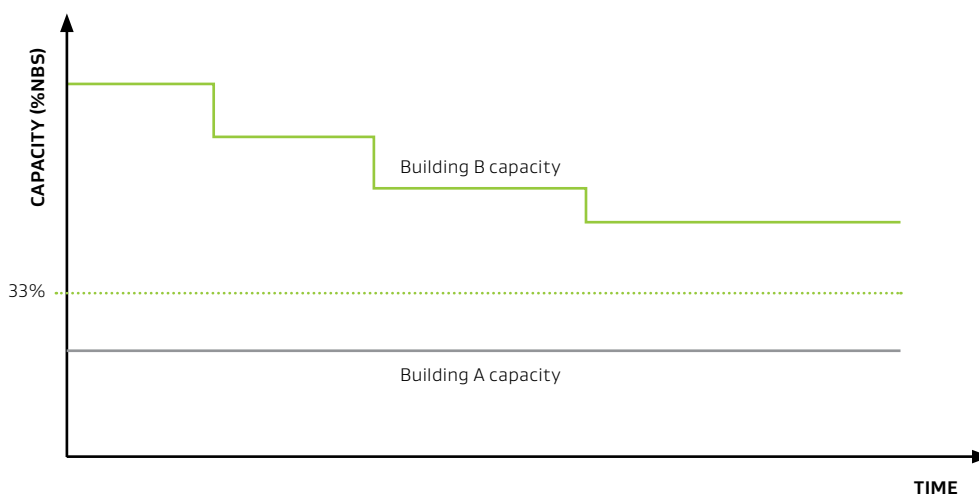 CAPACITY (%NBS)
Building B capacity
33%
Building A capacity
TIME